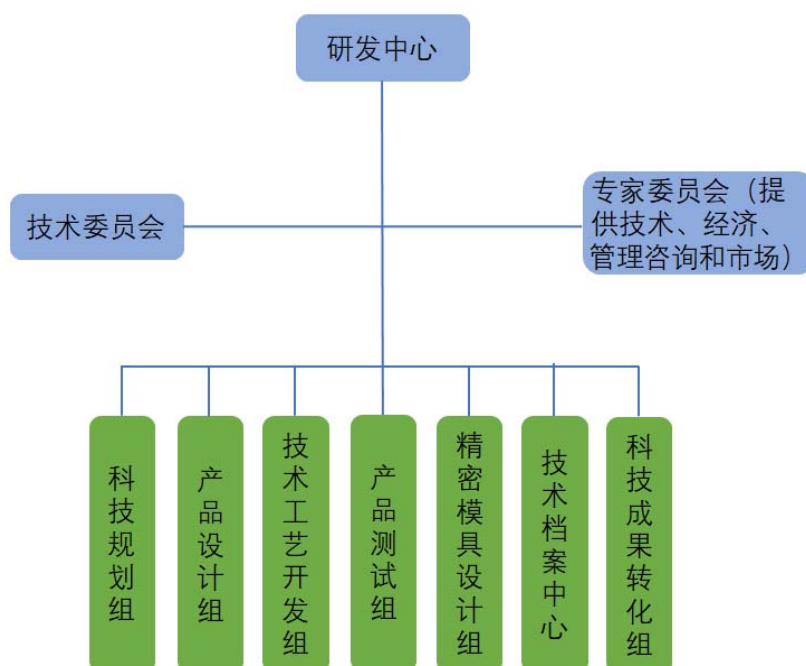 研发中心
技术委员会
专家委员会（提
供技术、经济、
管理咨询和市场）
科技规划组
产品设计组
技术工艺开发组
产品测试组
精密模具设计组
技术档案中心
科技成果转化组